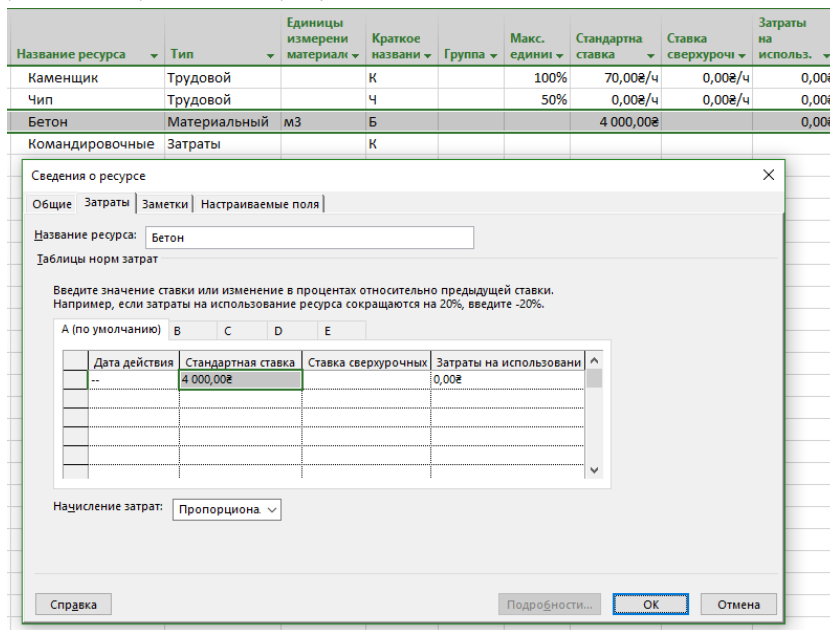 Название ресурса Тип Единицы измерени материало Краткое названи Группа Макс. единиц Стандартна ставка Ставка сверхурочн Затраты на использ.
Каменщик Трудовой К 100% 70,00₴/ч 0,00₴/ч 0,00₴
Чип Трудовой Ч 50% 0,00₴/ч 0,00₴/ч 0,00₴
Бетон Материальный м3 Б 4 000,00₴ 0,00₴
Командировочные Затраты К
Сведения о ресурсе
Общие Затраты Заметки Настраиваемые поля
Название ресурса: Бетон
Таблицы норм затрат
Введите значение ставки или изменение в процентах относительно предыдущей ставки.
Например, если затраты на использование ресурса сокращаются на 20%, введите -20%.
A (по умолчанию) B C D E
Дата действия Стандартная ставка Ставка сверхурочных Затраты на использовани
-- 4 000,00₴ 0,00₴
Начисление затрат: Пропорциона.
Справка Подробности... ОК Отмена